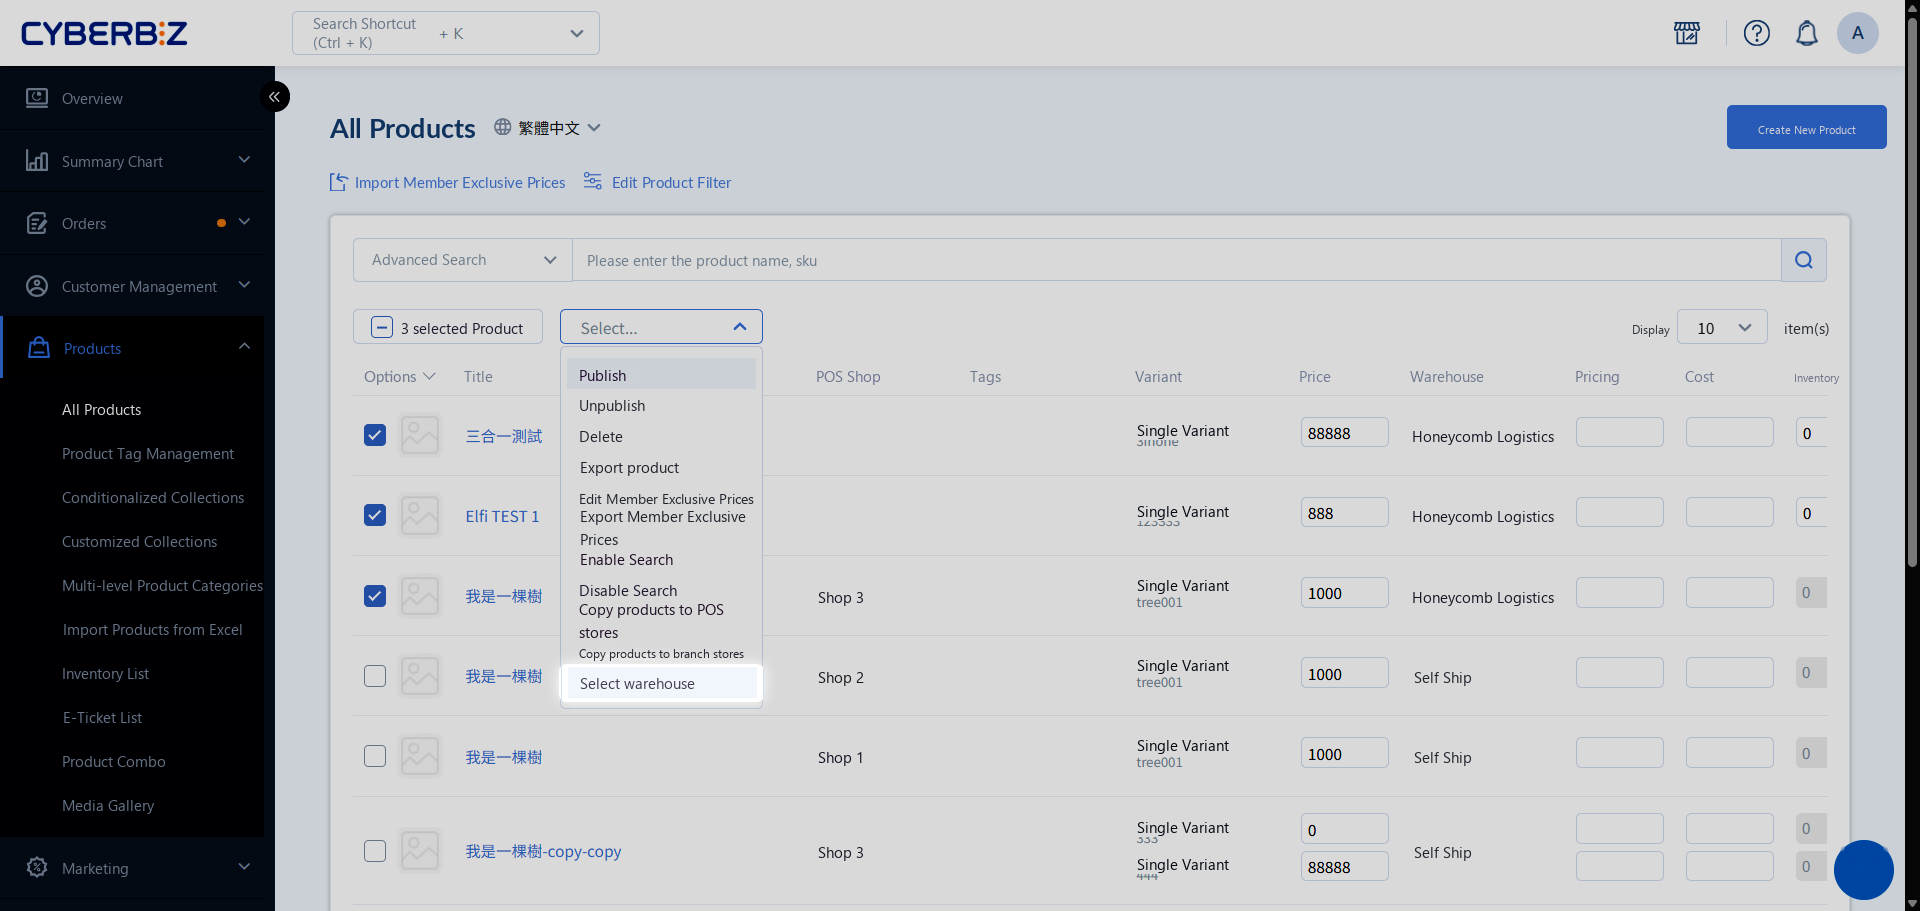 CYBERBIZ
Search Shortcut
(Ctrl + K)
+ K
A
Overview
Summary Chart
Orders
Customer Management
Products
All Products
Product Tag Management
Conditionalized Collections
Customized Collections
Multi-level Product Categories
Import Products from Excel
Inventory List
E-Ticket List
Product Combo
Media Gallery
Marketing
All Products
繁體中文
Create New Product
Import Member Exclusive Prices
Edit Product Filter
Advanced Search
Please enter the product name, sku
3 selected Product
Select...
Display
10
item(s)
Publish
Unpublish
Delete
Export product
Edit Member Exclusive Prices
Export Member Exclusive
Prices
Enable Search
Disable Search
Copy products to POS
stores
Copy products to branch stores
Select warehouse
Options
Title
POS Shop
Tags
Variant
Price
Warehouse
Pricing
Cost
Inventory
三合一測試
Single Variant
3mone
88888
Honeycomb Logistics
0
Elfi TEST 1
Single Variant
123333
888
Honeycomb Logistics
0
我是一棵樹
Shop 3
Single Variant
tree001
1000
Honeycomb Logistics
0
我是一棵樹
Shop 2
Single Variant
tree001
1000
Self Ship
0
我是一棵樹
Shop 1
Single Variant
tree001
1000
Self Ship
0
我是一棵樹-copy-copy
Shop 3
Single Variant
333
0
Self Ship
0
Single Variant
444
88888
0